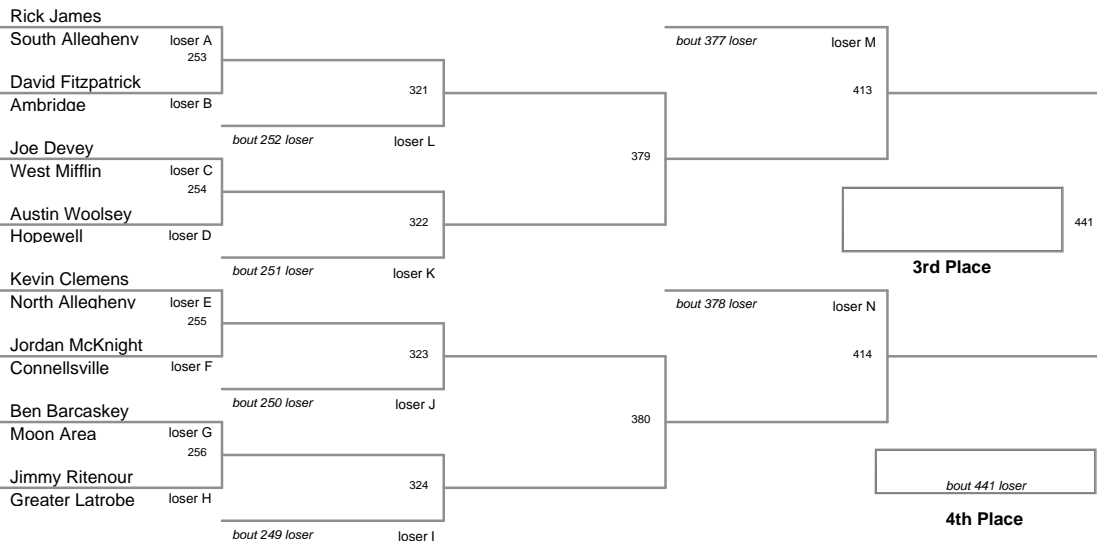 Rick James
South Allegheny loser A
253
David Fitzpatrick
Ambridge loser B
321
bout 252 loser loser L
Joe Devey
West Mifflin loser C
254
Austin Woolsey
Hopewell loser D
322
bout 251 loser loser K
379
Kevin Clemens
North Allegheny loser E
255
Jordan McKnight
Connellsville loser F
323
bout 250 loser loser J
Ben Barcaskey
Moon Area loser G
256
Jimmy Ritenour
Greater Latrobe loser H
324
bout 249 loser loser I
380
bout 377 loser loser M
413
441
3rd Place
bout 378 loser loser N
414
bout 441 loser
4th Place